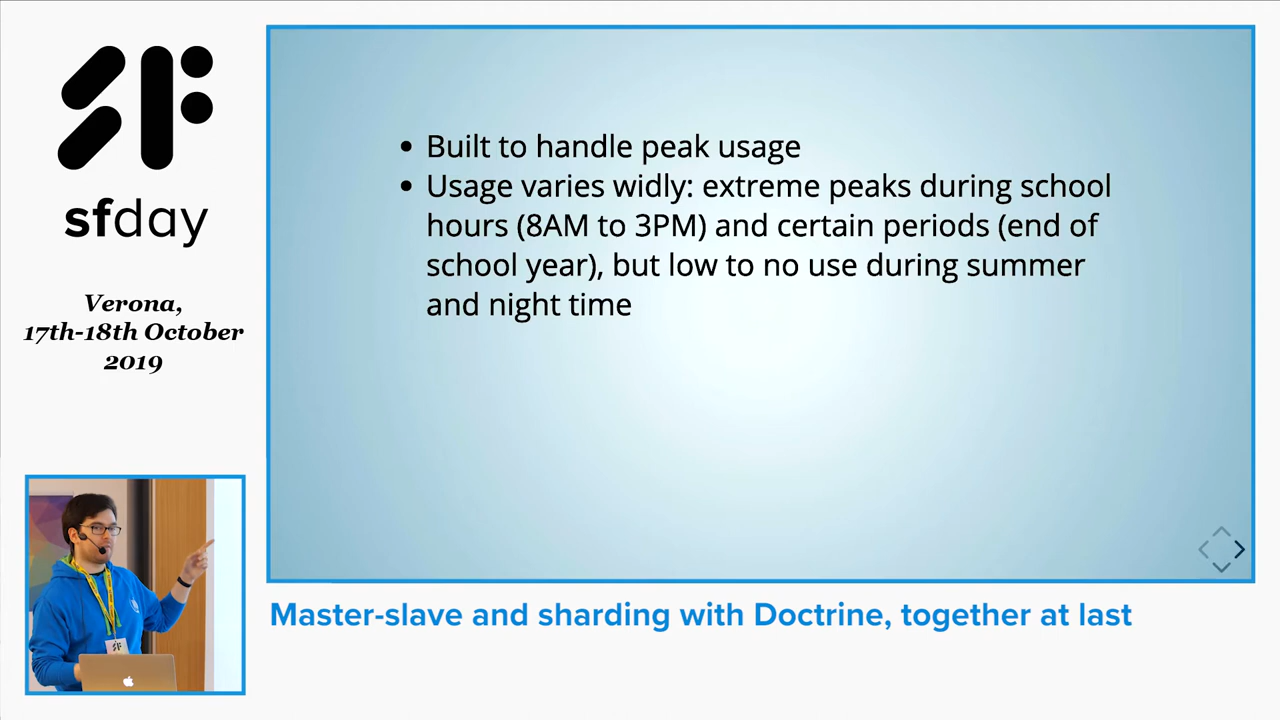 sfday
Verona,
17th-18th October
2019
• Built to handle peak usage
• Usage varies widly: extreme peaks during school
hours (8AM to 3PM) and certain periods (end of
school year), but low to no use during summer
and night time
Master-slave and sharding with Doctrine, together at last